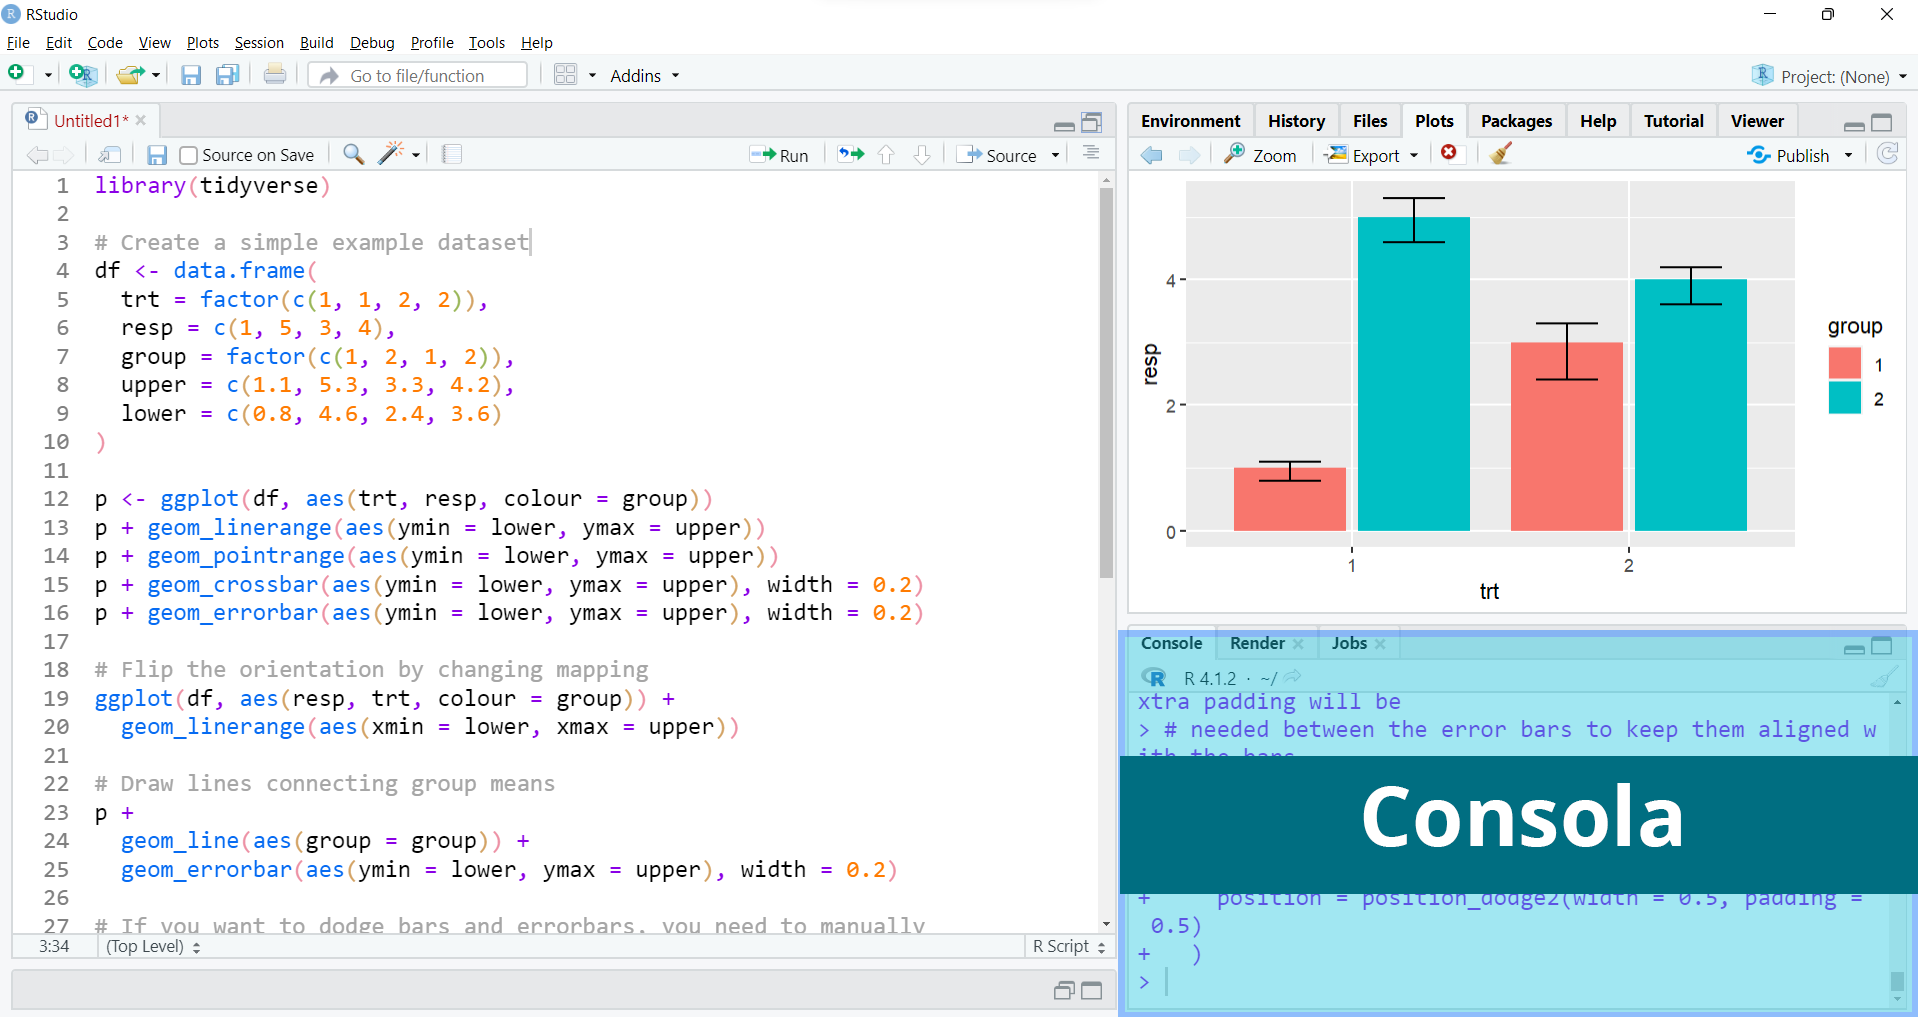 RStudio
File Edit Code View Plots Session Build Debug Profile Tools Help
Go to file/function Addins Project: (None)
Untitled1*
Source on Save Run Source
1 library(tidyverse)
2
3 # Create a simple example dataset
4 df <- data.frame(
5 trt = factor(c(1, 1, 2, 2)),
6 resp = c(1, 5, 3, 4),
7 group = factor(c(1, 2, 1, 2)),
8 upper = c(1.1, 5.3, 3.3, 4.2),
9 lower = c(0.8, 4.6, 2.4, 3.6)
10 )
11
12 p <- ggplot(df, aes(trt, resp, colour = group))
13 p + geom_linerange(aes(ymin = lower, ymax = upper))
14 p + geom_pointrange(aes(ymin = lower, ymax = upper))
15 p + geom_crossbar(aes(ymin = lower, ymax = upper), width = 0.2)
16 p + geom_errorbar(aes(ymin = lower, ymax = upper), width = 0.2)
17
18 # Flip the orientation by changing mapping
19 ggplot(df, aes(resp, trt, colour = group)) +
20 geom_linerange(aes(xmin = lower, xmax = upper))
21
22 # Draw lines connecting group means
23 p +
24 geom_line(aes(group = group)) +
25 geom_errorbar(aes(ymin = lower, ymax = upper), width = 0.2)
26
27 # If you want to dodge bars and errorbars, you need to manually
3:34 (Top Level) R Script
Environment History Files Plots Packages Help Tutorial Viewer
Zoom Export Publish
resp
4
2
0
1 2
trt
group
1
2
Console Render Jobs
R R 4.1.2 · ~/
xtra padding will be
> # needed between the error bars to keep them aligned w
ith the bars
Consola
+ position = position_dodge2(width = 0.5, padding =
0.5)
+ )
>